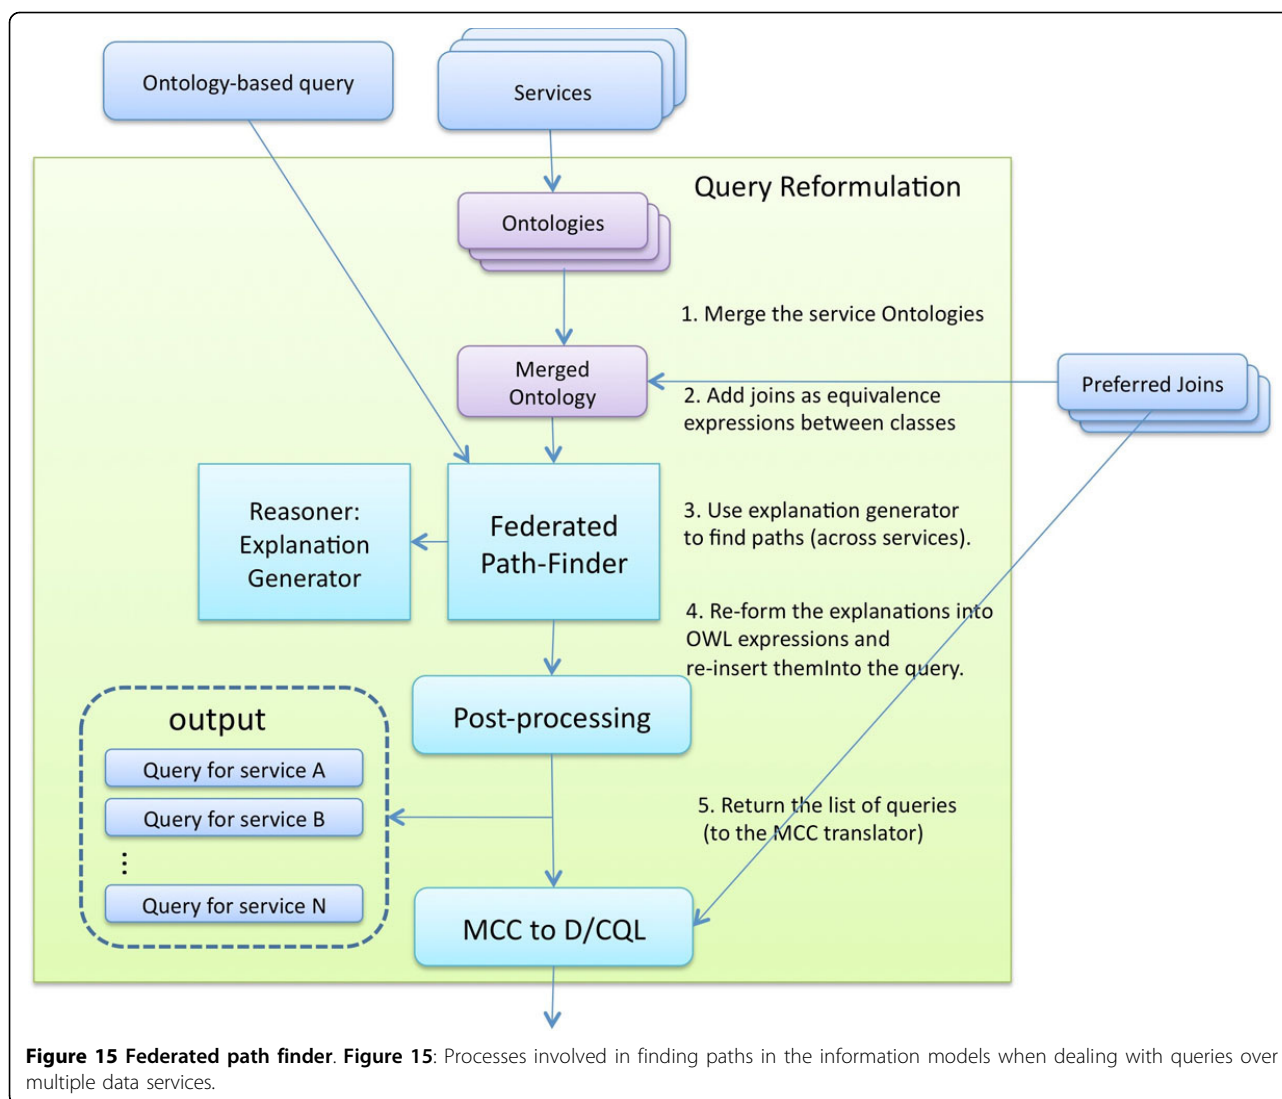 Ontology-based query
Services
Query Reformulation
Ontologies
1. Merge the service Ontologies
Merged
Ontology
Preferred Joins
2. Add joins as equivalence
expressions between classes
Reasoner:
Explanation
Generator
Federated
Path-Finder
3. Use explanation generator
to find paths (across services).
4. Re-form the explanations into
OWL expressions and
re-insert themInto the query.
Post-processing
output
Query for service A
Query for service B
⋮
Query for service N
5. Return the list of queries
(to the MCC translator)
MCC to D/CQL
Figure 15 Federated path finder. Figure 15: Processes involved in finding paths in the information models when dealing with queries over
multiple data services.